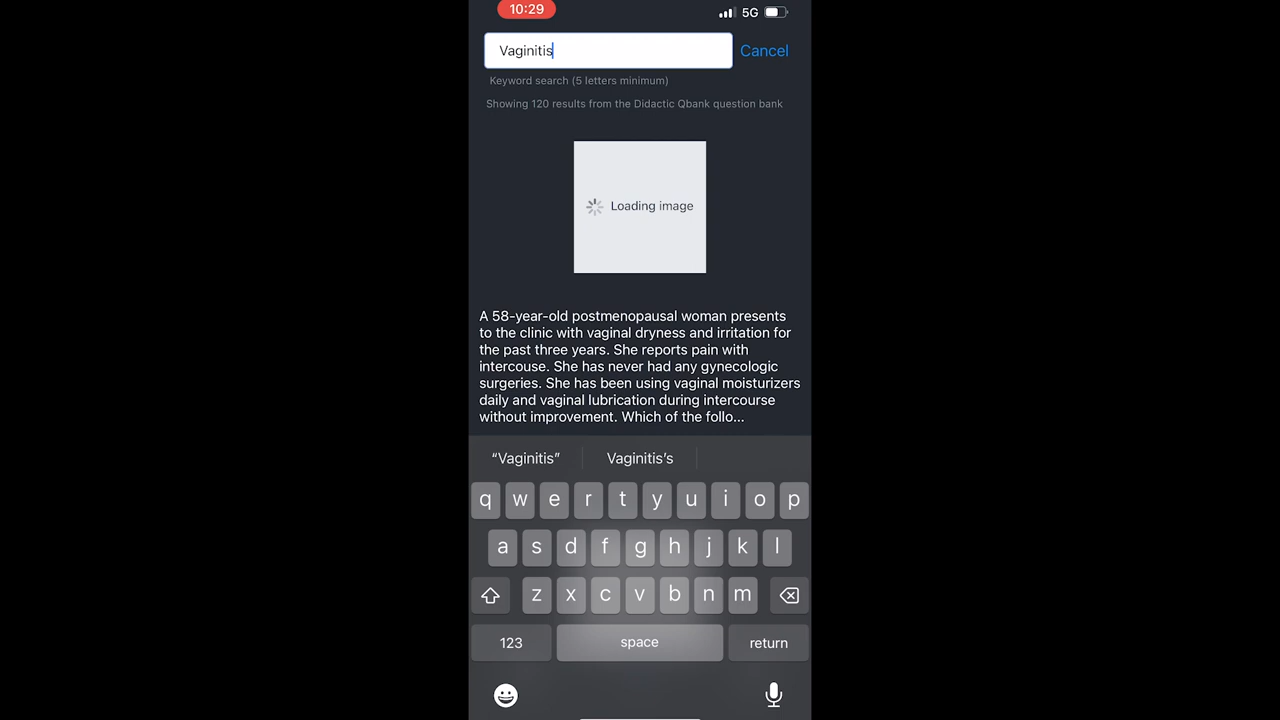 10:29
5G
Vaginitis
Cancel
Keyword search (5 letters minimum)
Showing 120 results from the Didactic Qbank question bank
Loading image
A 58-year-old postmenopausal woman presents
to the clinic with vaginal dryness and irritation for
the past three years. She reports pain with
intercouse. She has never had any gynecologic
surgeries. She has been using vaginal moisturizers
daily and vaginal lubrication during intercourse
without improvement. Which of the follo...
“Vaginitis” Vaginitis’s
q w e r t y u i o p
a s d f g h j k l
z x c v b n m
123 space return